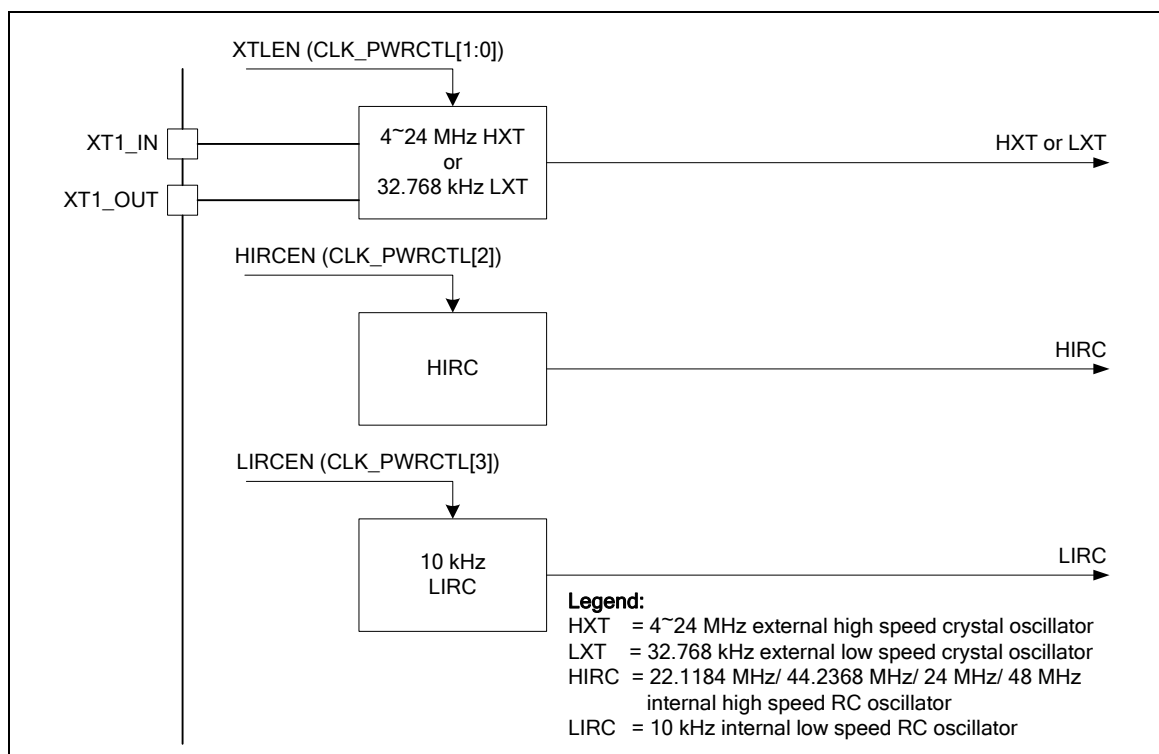 XTLEN (CLK_PWRCTL[1:0])
XT1_IN
4~24 MHz HXT
or
32.768 kHz LXT
HXT or LXT
XT1_OUT
HIRCEN (CLK_PWRCTL[2])
HIRC
HIRC
LIRCEN (CLK_PWRCTL[3])
10 kHz
LIRC
LIRC
Legend:
HXT = 4~24 MHz external high speed crystal oscillator
LXT = 32.768 kHz external low speed crystal oscillator
HIRC = 22.1184 MHz/ 44.2368 MHz/ 24 MHz/ 48 MHz
internal high speed RC oscillator
LIRC = 10 kHz internal low speed RC oscillator